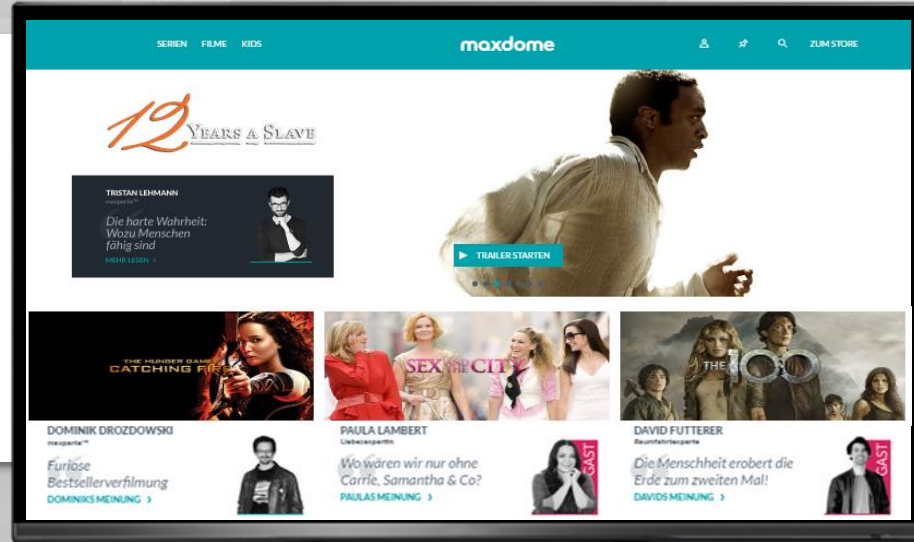 SERIEN FILME KIDS
maxdome
ZUM STORE
12 YEARS A SLAVE
TRISTAN LEHMANN
maxperte™
Die harte Wahrheit:
Wozu Menschen
fähig sind
MEHR LESEN >
TRAILER STARTEN
THE HUNGER GAMES
CATCHING FIRE
SEX AND THE CITY
THE 100
DOMINIK DROZDOWSKI
maxperte™
Furiose
Bestsellerverfilmung
DOMINIKS MEINUNG >
PAULA LAMBERT
Liebesexpertin
Wo wären wir nur ohne
Carrie, Samantha & Co?
PAULAS MEINUNG >
GAST
DAVID FUTTERER
Raumfahrtexperte
Die Menschheit erobert die
Erde zum zweiten Mal!
DAVIDS MEINUNG >
GAST